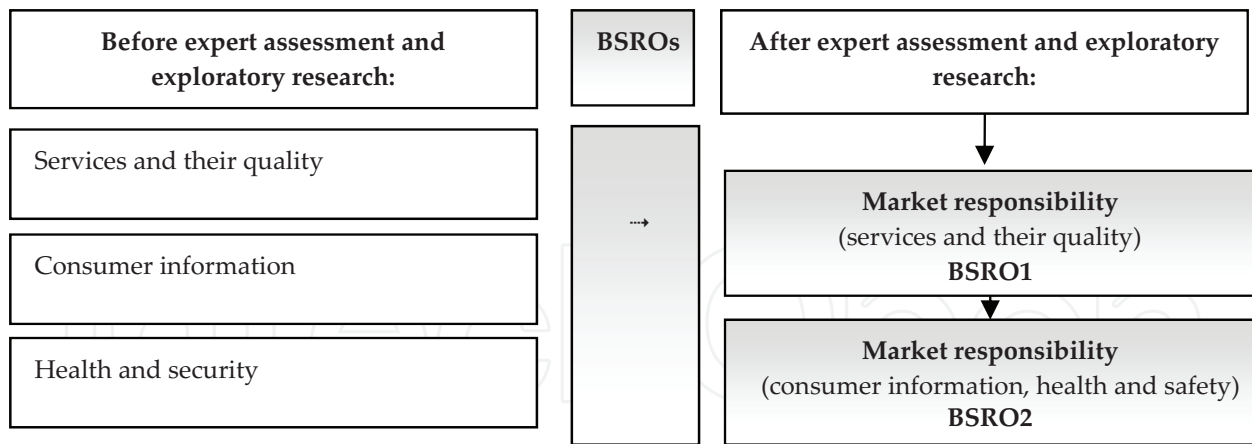 Before expert assessment and
exploratory research:
BSROs
After expert assessment and exploratory
research:
Services and their quality
Consumer information
Health and security
Market responsibility
(services and their quality)
BSRO1
Market responsibility
(consumer information, health and safety)
BSRO2